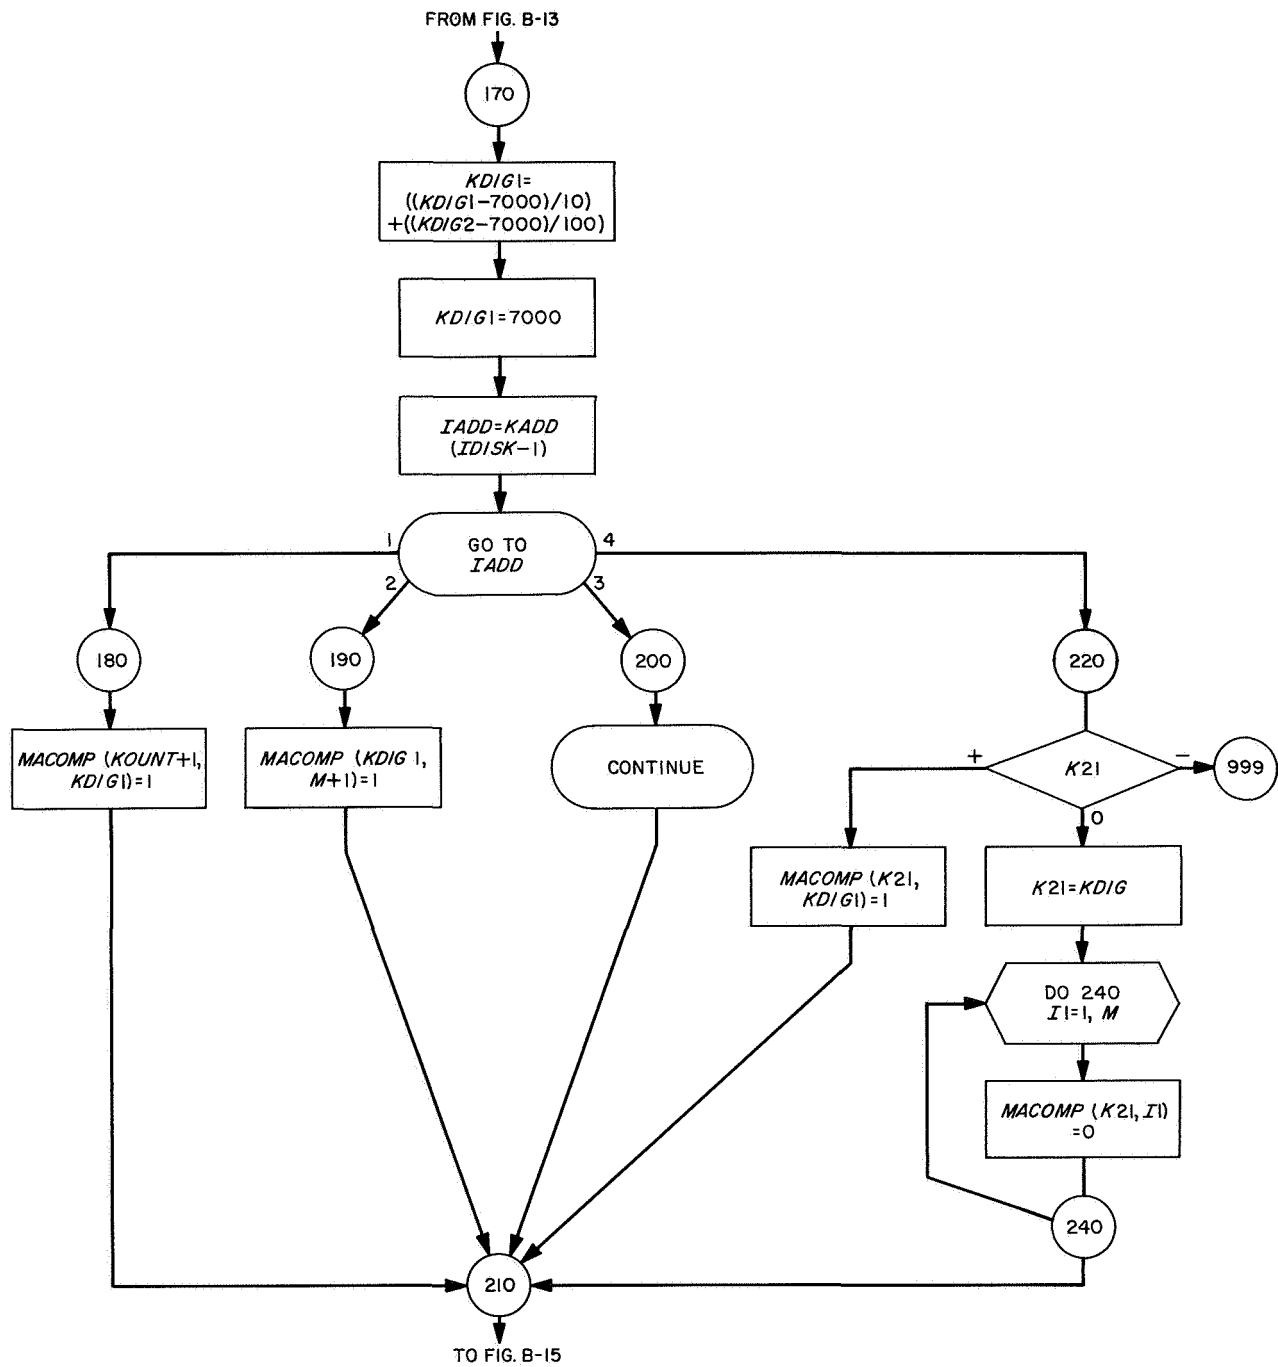 FROM FIG. B-13
170
KDIG1=
((KDIG1-7000)/10)
+((KDIG2-7000)/100)
KDIG1=7000
IADD=KADD
(IDISK-1)
GO TO
IADD
1
2
3
4
180
190
200
220
MACOMP (KOUNT+1,
KDIG1)=1
MACOMP (KDIG 1,
M+1)=1
CONTINUE
+
K21
−
999
0
MACOMP (K21,
KDIG1)=1
K21=KDIG
DO 240
I1=1, M
MACOMP (K21, I1)
=0
240
210
TO FIG. B-15